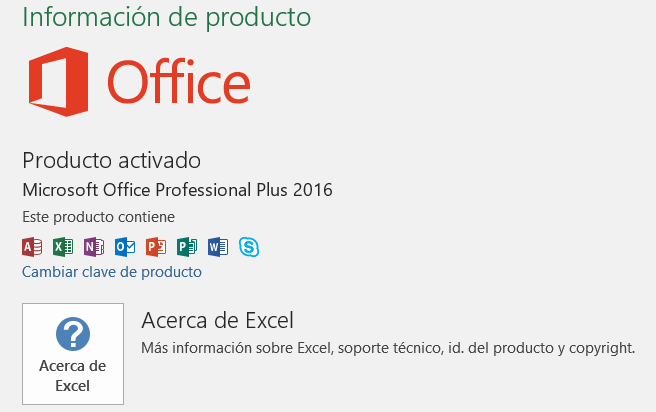 Información de producto
Office
Producto activado
Microsoft Office Professional Plus 2016
Este producto contiene
A X N O P P W S
Cambiar clave de producto
Acerca de Excel
Más información sobre Excel, soporte técnico, id. del producto y copyright.
Acerca de
Excel